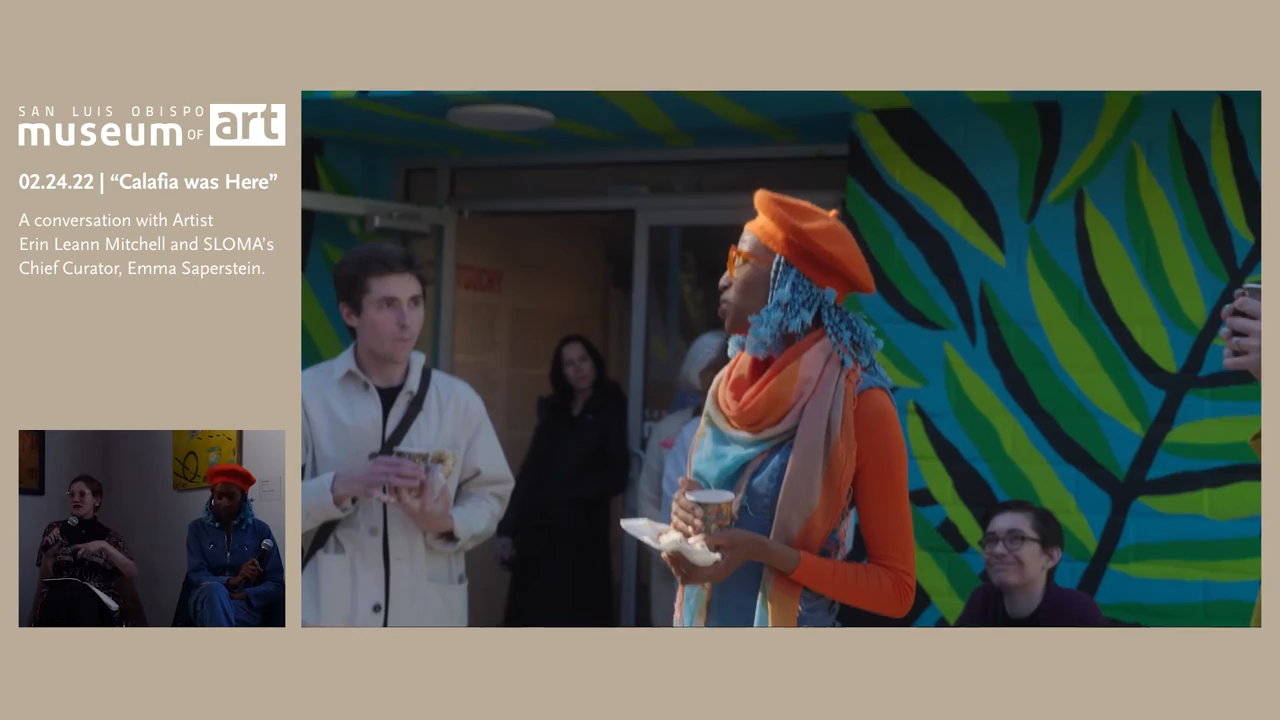 SAN LUIS OBISPO
museum OF art
02.24.22 | “Calafia was Here”
A conversation with Artist
Erin Leann Mitchell and SLOMA’s
Chief Curator, Emma Saperstein.